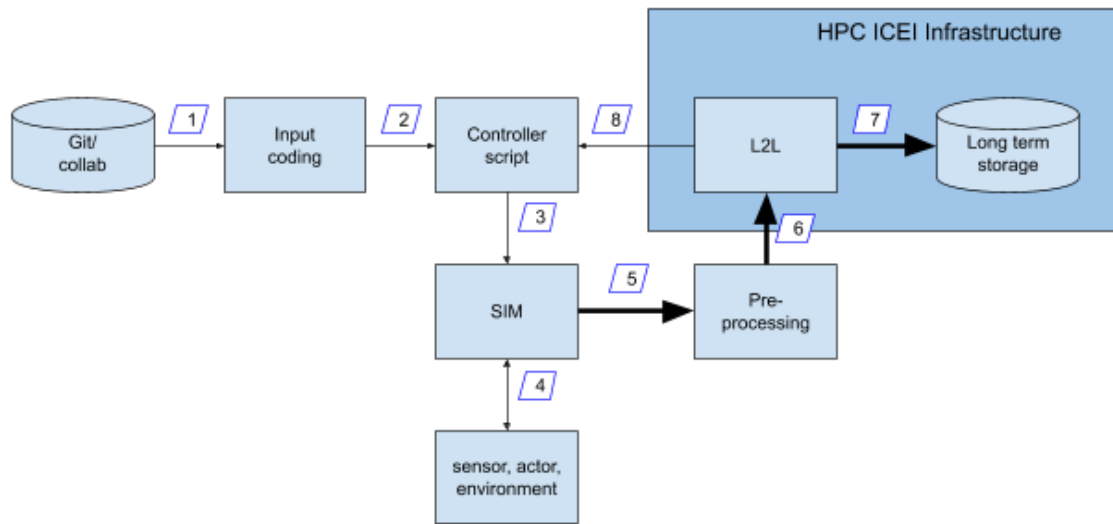 HPC ICEI Infrastructure
1
2
8
7
Git/
collab
Input
coding
Controller
script
L2L
Long term
storage
3
6
5
SIM
Pre-
processing
4
sensor, actor,
environment